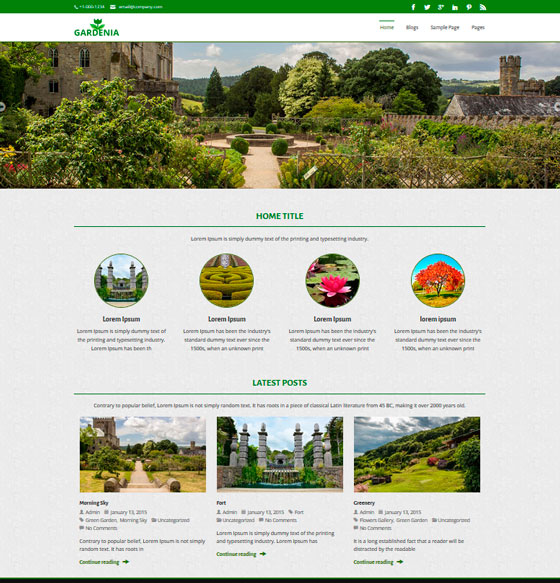 +1-000-1234 email@company.com
GARDENIA
Home Blogs Sample Page Pages
HOME TITLE
Lorem Ipsum is simply dummy text of the printing and typesetting industry.
Lorem Ipsum
Lorem Ipsum is simply dummy text of
the printing and typesetting industry.
Lorem Ipsum has been th
Lorem Ipsum
Lorem Ipsum has been the industry's
standard dummy text ever since the
1500s, when an unknown print
Lorem Ipsum
Lorem Ipsum has been the industry's
standard dummy text ever since the
1500s, when an unknown print
lorem ipsum
Lorem Ipsum has been the industry's
standard dummy text ever since the
1500s, when an unknown print
LATEST POSTS
Contrary to popular belief, Lorem Ipsum is not simply random text. It has roots in a piece of classical Latin literature from 45 BC, making it over 2000 years old.
Morning Sky
Admin January 13, 2015
Green Garden, Morning Sky Uncategorized
No Comments
Contrary to popular belief, Lorem Ipsum is not simply
random text. It has roots in
Continue reading
Fort
Admin January 13, 2015 Fort
Uncategorized No Comments
Lorem Ipsum is simply dummy text of the printing
and typesetting industry. Lorem Ipsum has
Continue reading
Greenery
Admin January 13, 2015
Flowers Gallery, Green Garden Uncategorized
No Comments
It is a long established fact that a reader will be
distracted by the readable
Continue reading